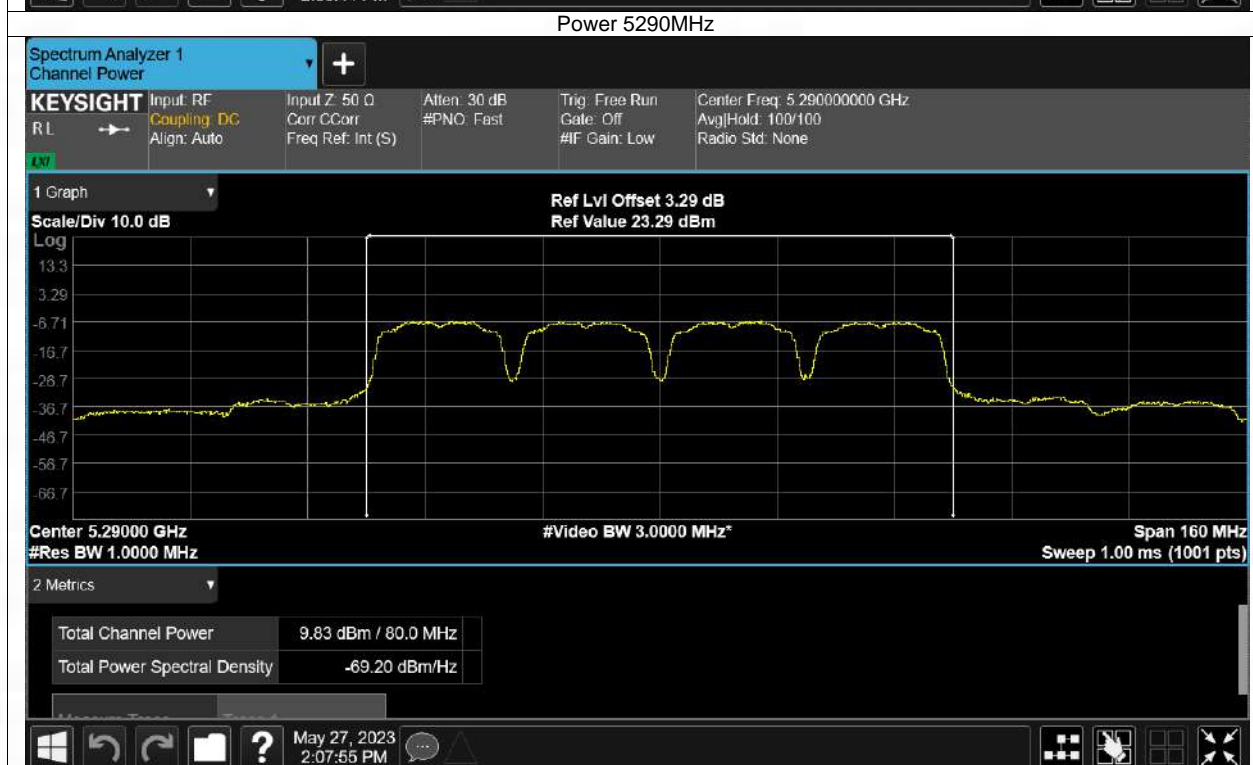 Power 5290MHz
Spectrum Analyzer 1
Channel Power
+
KEYSIGHT
RL
LXI
Input: RF
Coupling: DC
Align: Auto
Input Z: 50 Ω
Corr CCorr
Freq Ref: Int (S)
Atten: 30 dB
#PNO: Fast
Trig: Free Run
Gate: Off
#IF Gain: Low
Center Freq: 5.290000000 GHz
Avg|Hold: 100/100
Radio Std: None
1 Graph
Scale/Div 10.0 dB
Ref Lvl Offset 3.29 dB
Ref Value 23.29 dBm
Log
13.3
3.29
-6.71
-16.7
-26.7
-36.7
-46.7
-56.7
-66.7
Center 5.29000 GHz
#Video BW 3.0000 MHz*
Span 160 MHz
#Res BW 1.0000 MHz
Sweep 1.00 ms (1001 pts)
2 Metrics
Total Channel Power 9.83 dBm / 80.0 MHz
Total Power Spectral Density -69.20 dBm/Hz
?
May 27, 2023
2:07:55 PM